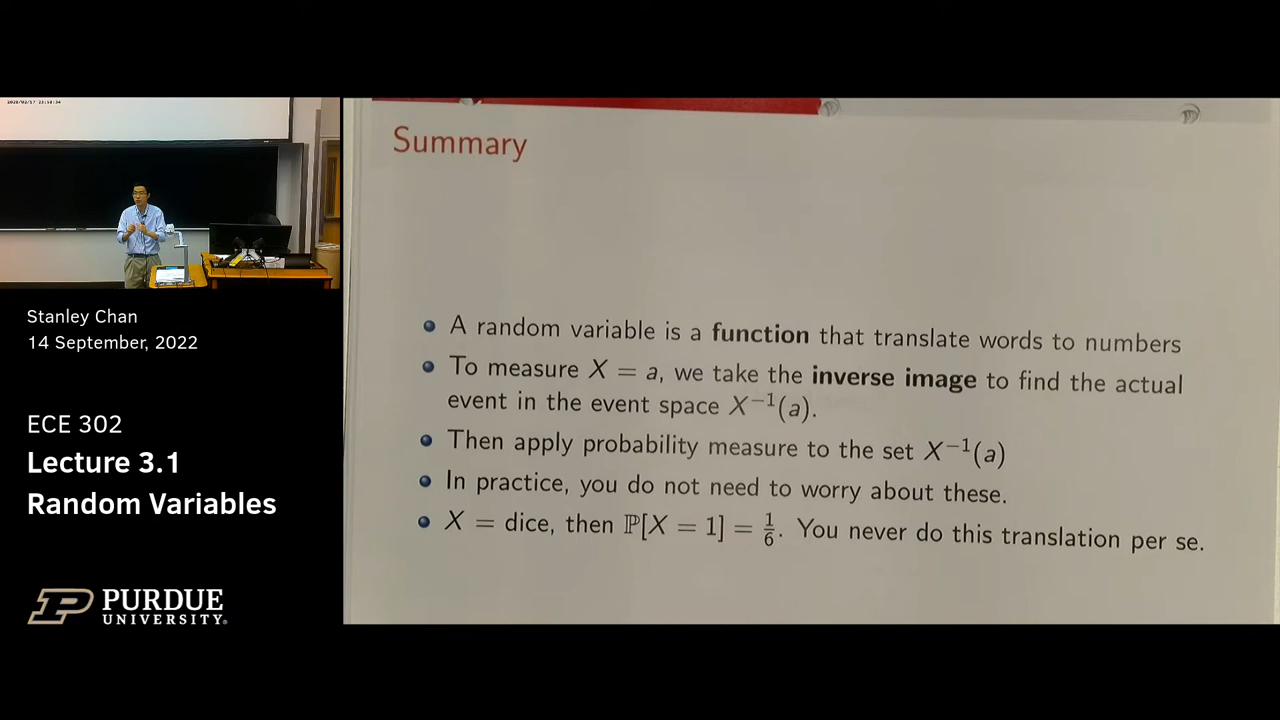 Summary
• A random variable is a function that translate words to numbers
• To measure X = a, we take the inverse image to find the actual
event in the event space X⁻¹(a).
• Then apply probability measure to the set X⁻¹(a)
• In practice, you do not need to worry about these.
• X = dice, then ℙ[X = 1] = 1/6. You never do this translation per se.
Stanley Chan
14 September, 2022
ECE 302
Lecture 3.1
Random Variables
PURDUE
UNIVERSITY.